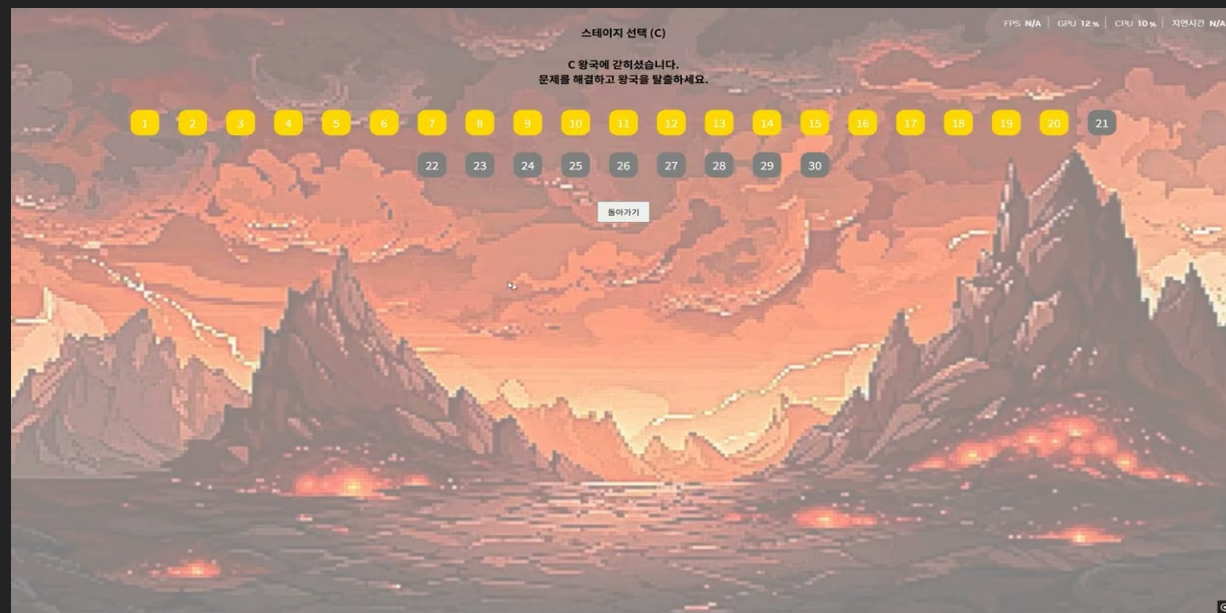 FPS N/A | GPU 12 % | CPU 10 % | 지연시간 N/A
스테이지 선택 (C)
C 왕국에 갇히셨습니다.
문제를 해결하고 왕국을 탈출하세요.
1 2 3 4 5 6 7 8 9 10 11 12 13 14 15 16 17 18 19 20 21
22 23 24 25 26 27 28 29 30
돌아가기